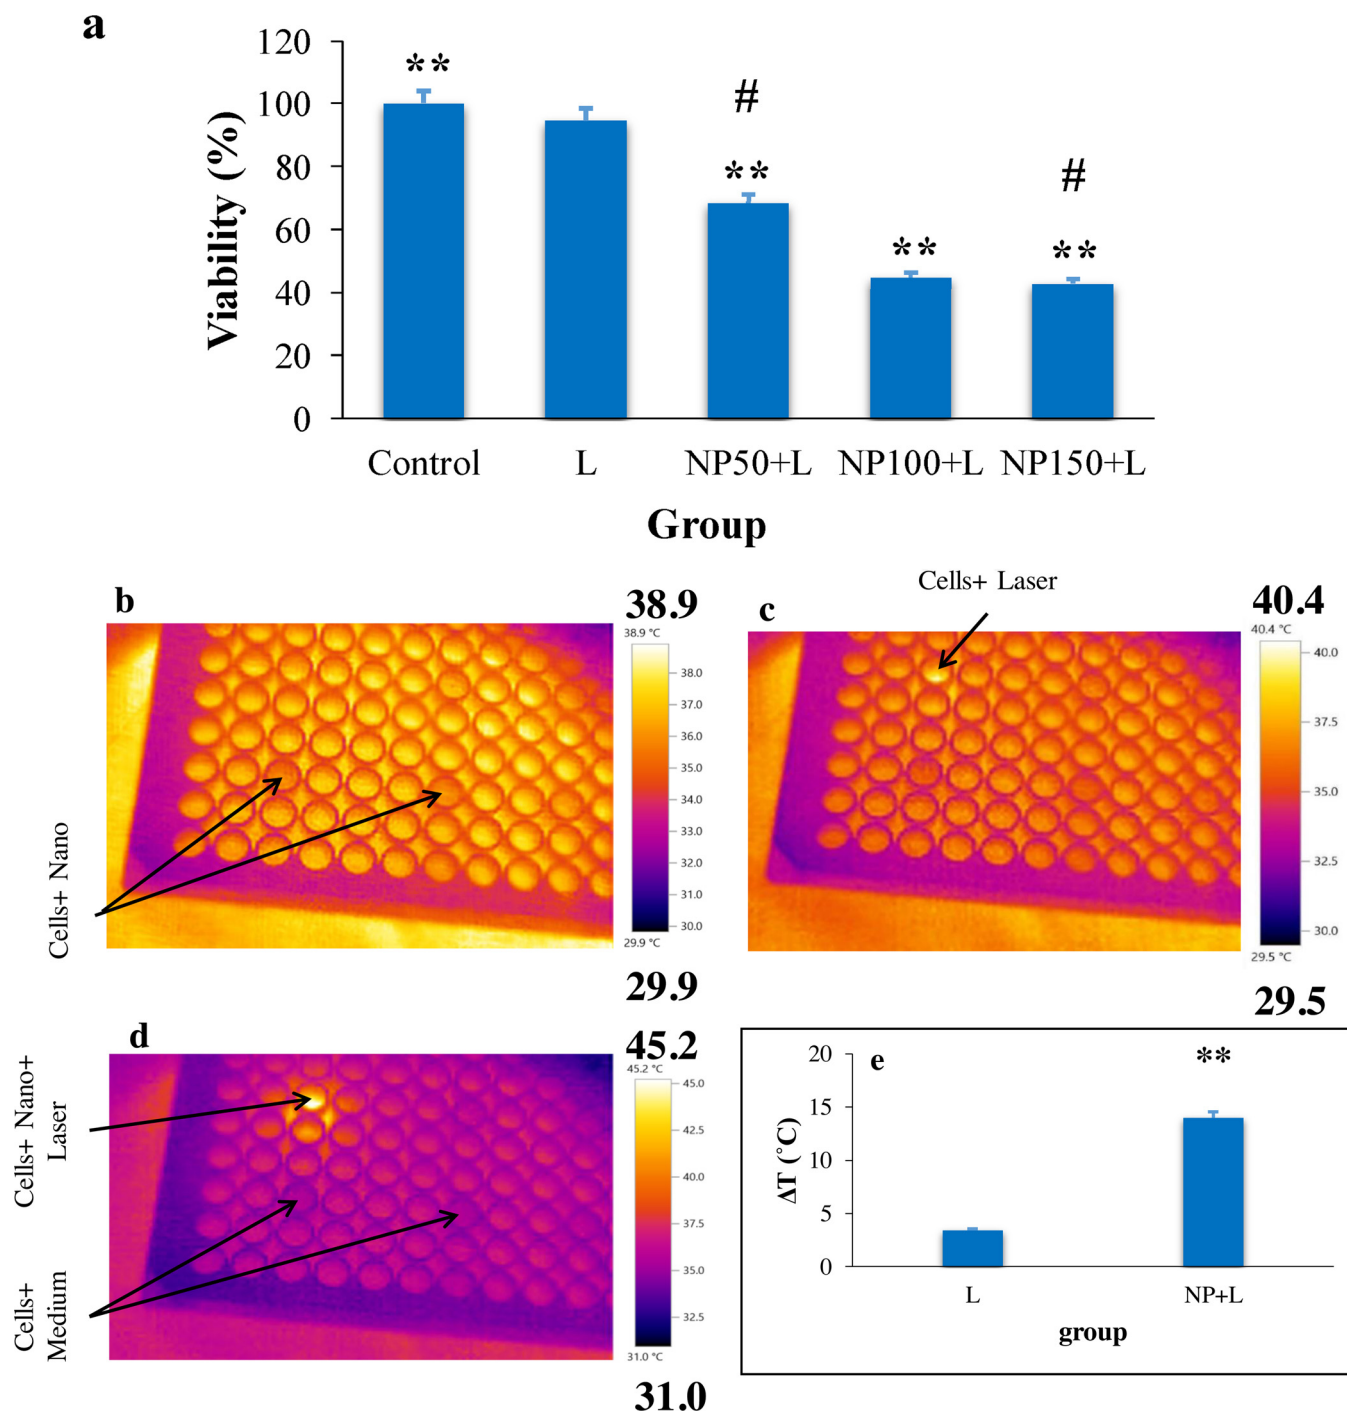 a
Viability (%)
120
100
80
60
40
20
0
**
#
**
**
#
**
Control
L
NP50+L
NP100+L
NP150+L
Group
b
38.9
38.9 °C
38.0
37.0
36.0
35.0
34.0
33.0
32.0
31.0
30.0
29.9 °C
29.9
Cells+ Nano
Cells+ Laser
c
40.4
40.4 °C
40.0
37.5
35.0
32.5
30.0
29.5 °C
29.5
d
45.2
45.2 °C
45.0
42.5
40.0
37.5
35.0
32.5
31.0 °C
31.0
Cells+ Nano+
Laser
Cells+
Medium
e
ΔT (°C)
20
15
10
5
0
**
L
NP+L
group